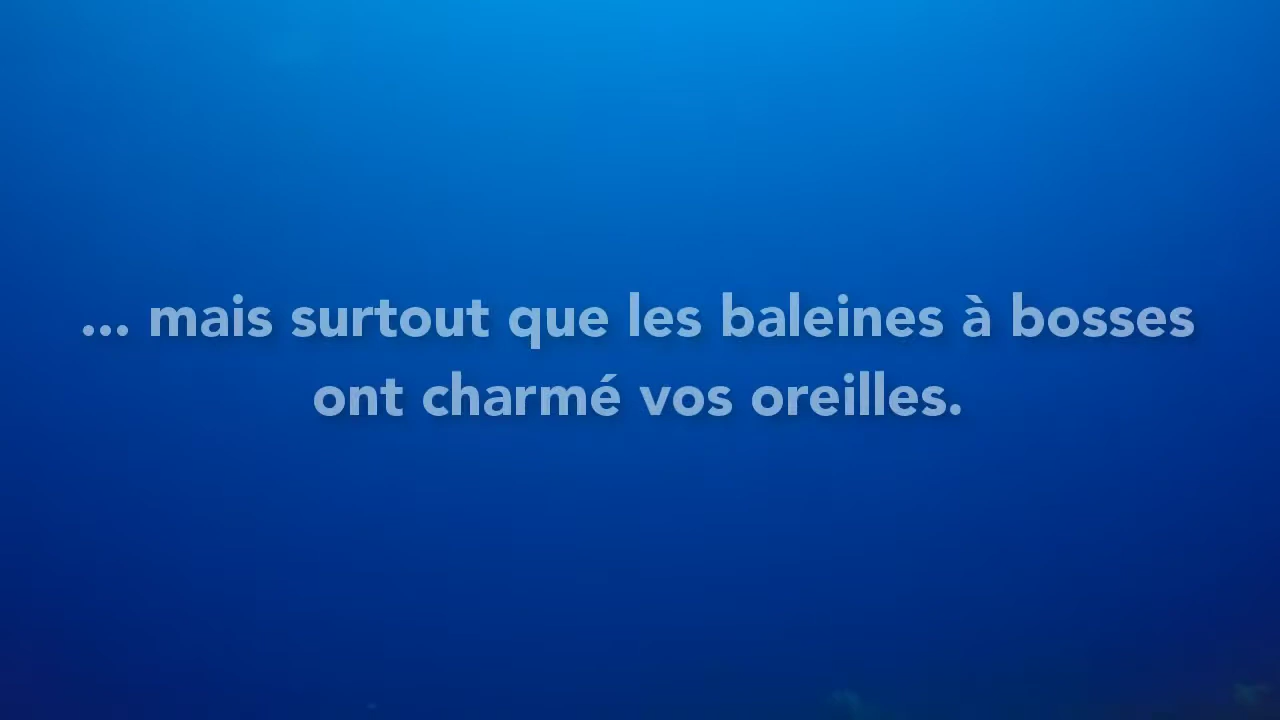 ... mais surtout que les baleines à bosses
ont charmé vos oreilles.